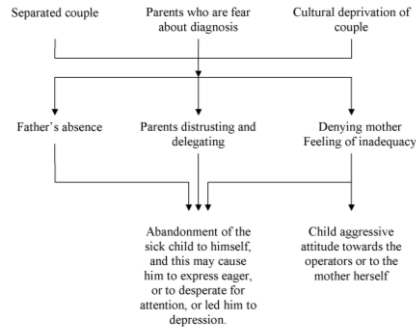 Separated couple
Parents who are fear
about diagnosis
Cultural deprivation of
couple
Father's absence
Parents distrusting and
delegating
Denying mother
Feeling of inadequacy
Abandonment of the
sick child to himself,
and this may cause
him to express eager,
or to desperate for
attention, or led him to
depression.
Child aggressive
attitude towards the
operators or to the
mother herself